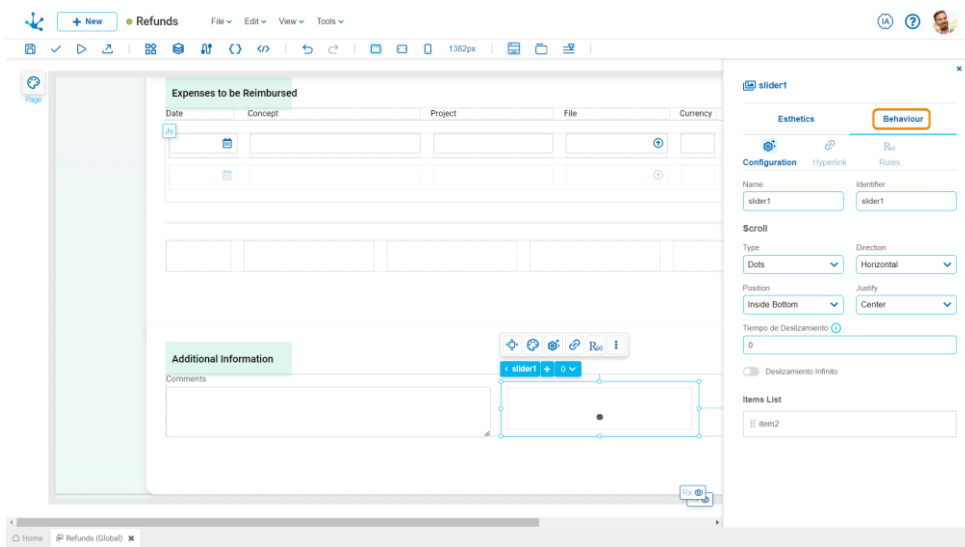 + New
Refunds
File
Edit
View
Tools
IA
?
1382px
Page
Expenses to be Reimbursed
Date
Concept
Project
File
Currency
Js
Additional Information
Comments
R(x)
slider1
+
0
Rx
slider1
Esthetics
Behaviour
R(x)
Configuration
Hyperlink
Rules
Name
Identifier
slider1
slider1
Scroll
Type
Direction
Dots
Horizontal
Position
Justify
Inside Bottom
Center
Tiempo de Deslizamiento
0
Deslizamiento Infinito
Items List
item2
Home
Refunds (Global)